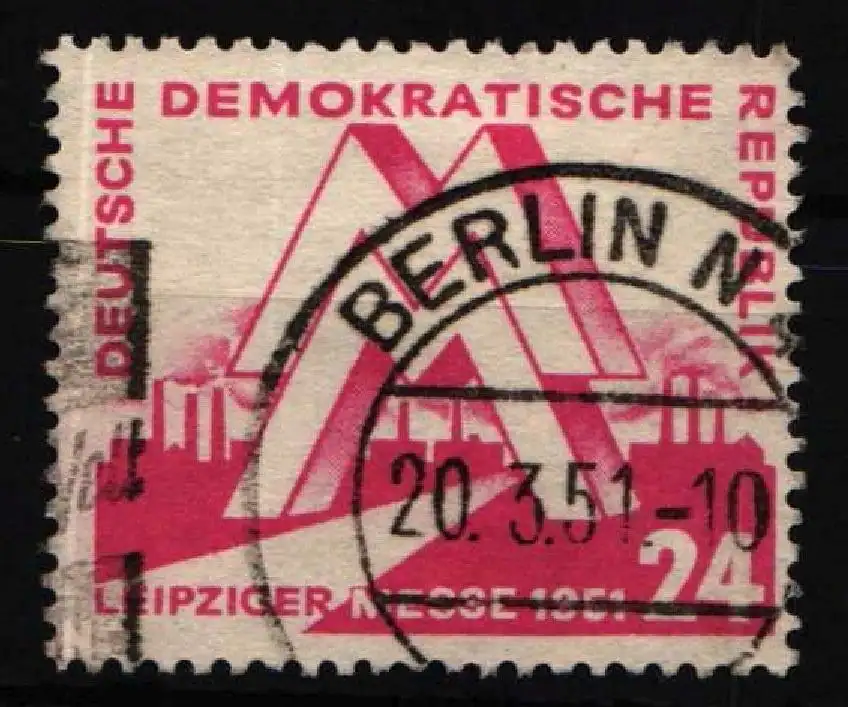 DEUTSCHE
DEMOKRATISCHE
REPUBLIK
BERLIN N
20.3.51.-10
24
LEIPZIGER MESSE 1951